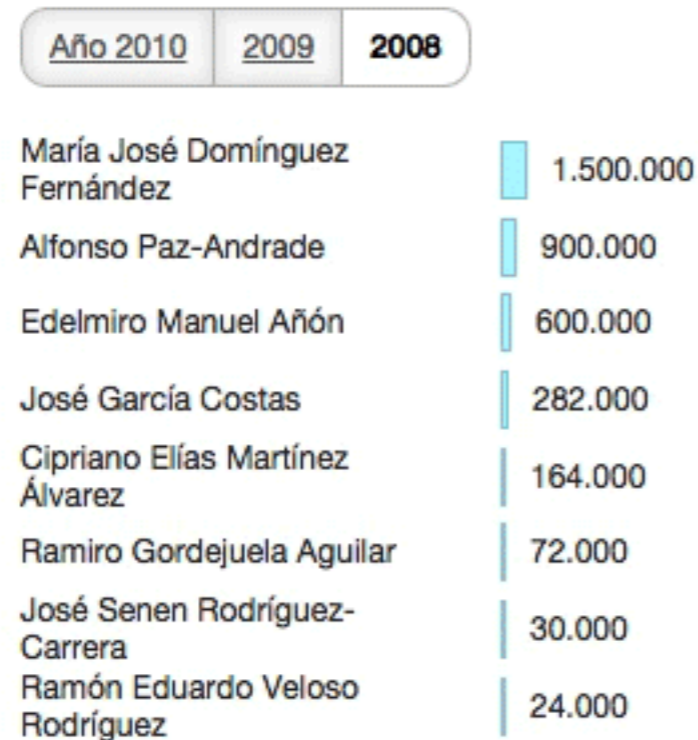 Año 2010 2009 2008
María José Domínguez
Fernández
1.500.000
Alfonso Paz-Andrade 900.000
Edelmiro Manuel Añón 600.000
José García Costas 282.000
Cipriano Elías Martínez
Álvarez
164.000
Ramiro Gordejuela Aguilar 72.000
José Senen Rodríguez-
Carrera
30.000
Ramón Eduardo Veloso
Rodríguez
24.000